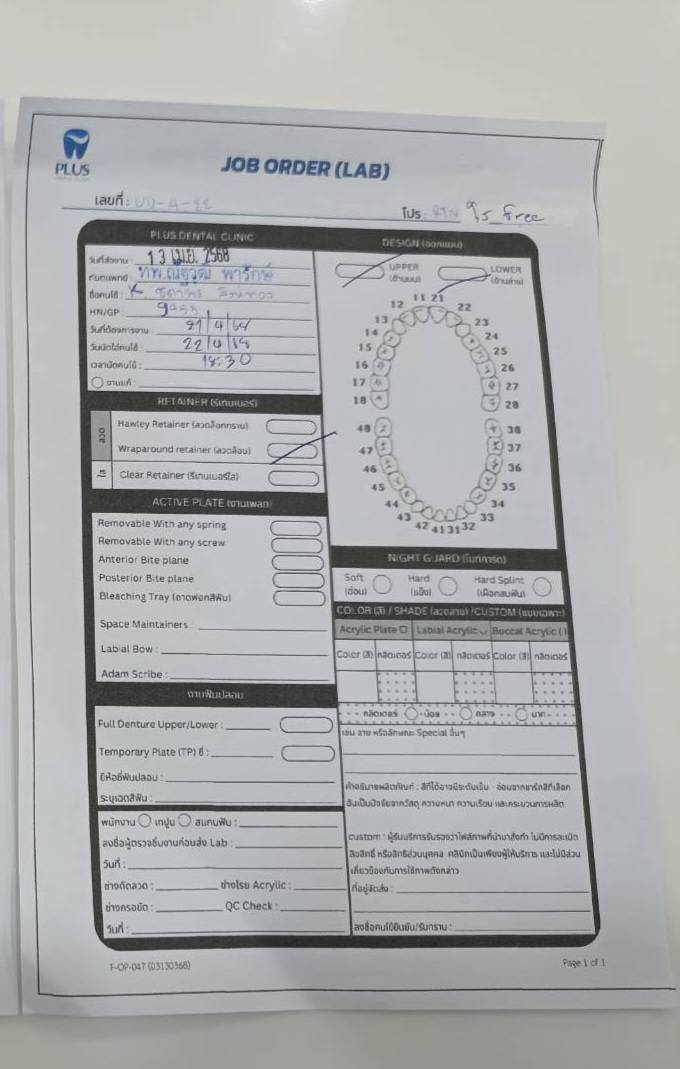 PLUS
JOB ORDER (LAB)
เลขที่ :
โปร : RTN 95 Free
PLUS DENTAL CLINIC
วันที่ส่งงาน : 13 เม.ย. 2568
ทันตแพทย์ : ทพ.ณฐวุฒ พารักษ์
ชื่อคนไข้ : K.
HN/GP :
วันที่ต้องการงาน : 21/4/68
วันนัดใส่คนไข้ : 22/4/68
เวลานัดคนไข้ : 18:30
งานแก้ :
DESIGN (ออกแบบ)
UPPER
(ด้านบน)
LOWER
(ด้านล่าง)
11 21
12 22
13 23
14 24
15 25
16 26
17 27
18 28
48 38
47 37
46 36
45 35
44 34
43 33
42 41 31 32
RETAINER (รีเทนเนอร์)
ลวด
Hawley Retainer (ลวดล็อกกราม)
Wraparound retainer (ลวดล้อม)
ใส
Clear Retainer (รีเทนเนอร์ใส)
ACTIVE PLATE (งานเพลท)
Removable With any spring
Removable With any screw
Anterior Bite plane
Posterior Bite plane
Bleaching Tray (ถาดฟอกสีฟัน)
Space Maintainers :
Labial Bow :
Adam Scribe :
NIGHT GUARD (กันกัดฟัน)
Soft
(อ่อน)
Hard
(แข็ง)
Hard Splint
(เฝือกสบฟัน)
COLOR (สี) / SHADE (ลวดลาย) /CUSTOM (แบบเฉพาะ)
Acrylic Plate O Labial Acrylic Buccal Acrylic ( )
Color (สี) กลิตเตอร์ Color (สี) กลิตเตอร์ Color (สี) กลิตเตอร์
กลิตเตอร์ น้อย กลาง มาก
เช่น ลาย หรือลักษณะ Special อื่นๆ
งานฟันปลอม
Full Denture Upper/Lower :
Temporary Plate (TP) ซี่ :
ยี่ห้อซี่ฟันปลอม :
ระบุเฉดสีฟัน :
คำอธิบายผลิตภัณฑ์ : สีที่ได้อาจมีระดับเข้ม - อ่อนจากชาร์ทสีที่เลือก
อันเป็นปัจจัยจากวัสดุ ความหนา ความเรียบ และกระบวนการผลิต
พนักงาน เทปูน สแกนฟัน :
ลงชื่อผู้ตรวจชิ้นงานก่อนส่ง Lab :
วันที่ :
ช่างดัดลวด : ช่างโรย Acrylic :
ช่างกรอขัด : QC Check :
วันที่ :
custom : ผู้รับบริการรับรองว่าไฟล์ภาพที่นำมาสั่งทำ ไม่มีการละเมิด
ลิขสิทธิ์ หรือสิทธิส่วนบุคคล คลินิกเป็นเพียงผู้ให้บริการ และไม่มีส่วน
เกี่ยวข้องกับการใช้ภาพดังกล่าว
ที่อยู่จัดส่ง :
ลงชื่อคนไข้ยืนยัน/รับทราบ :
F-OP-047 (03130368)
Page 1 of 1